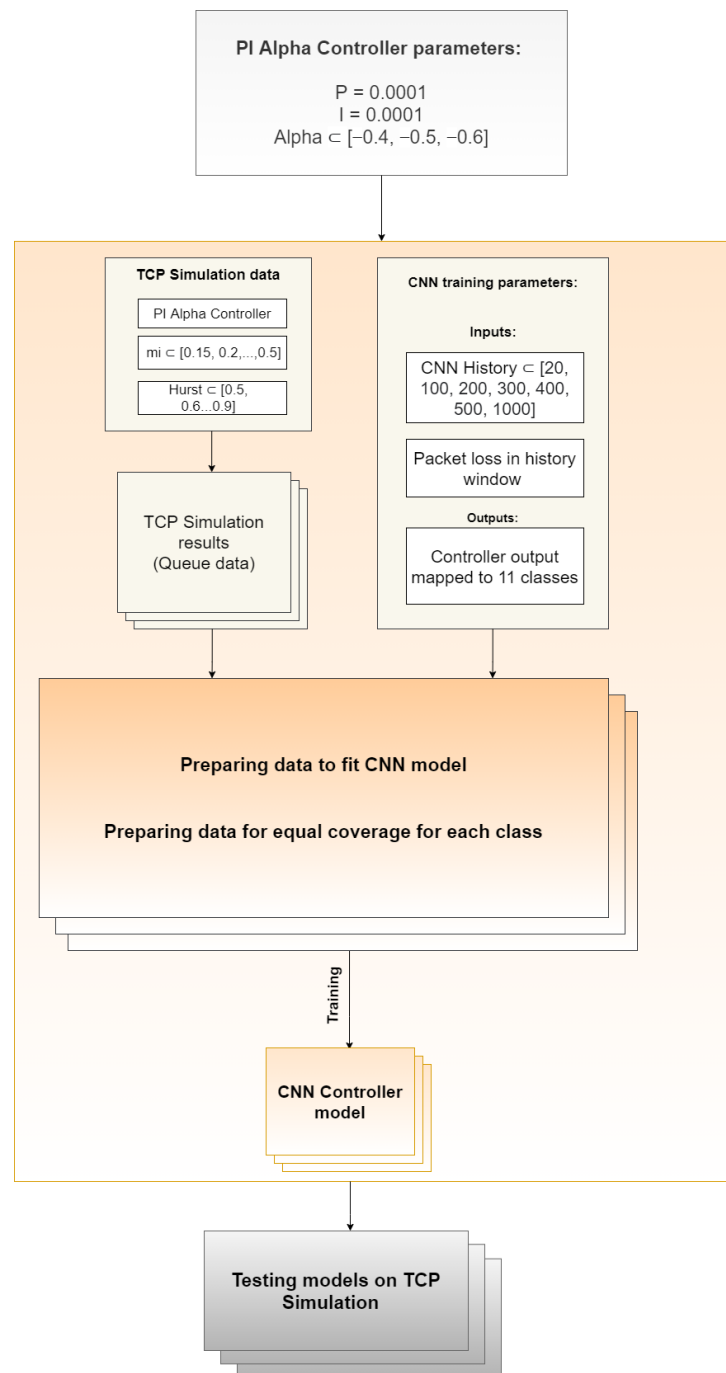 PI Alpha Controller parameters:
P = 0.0001
I = 0.0001
Alpha ⊂ [−0.4, −0.5, −0.6]
TCP Simulation data
PI Alpha Controller
mi ⊂ [0.15, 0.2,...,0.5]
Hurst ⊂ [0.5,
0.6...0.9]
TCP Simulation
results
(Queue data)
CNN training parameters:
Inputs:
CNN History ⊂ [20,
100, 200, 300, 400,
500, 1000]
Packet loss in history
window
Outputs:
Controller output
mapped to 11 classes
Preparing data to fit CNN model
Preparing data for equal coverage for each class
Training
CNN Controller
model
Testing models on TCP
Simulation